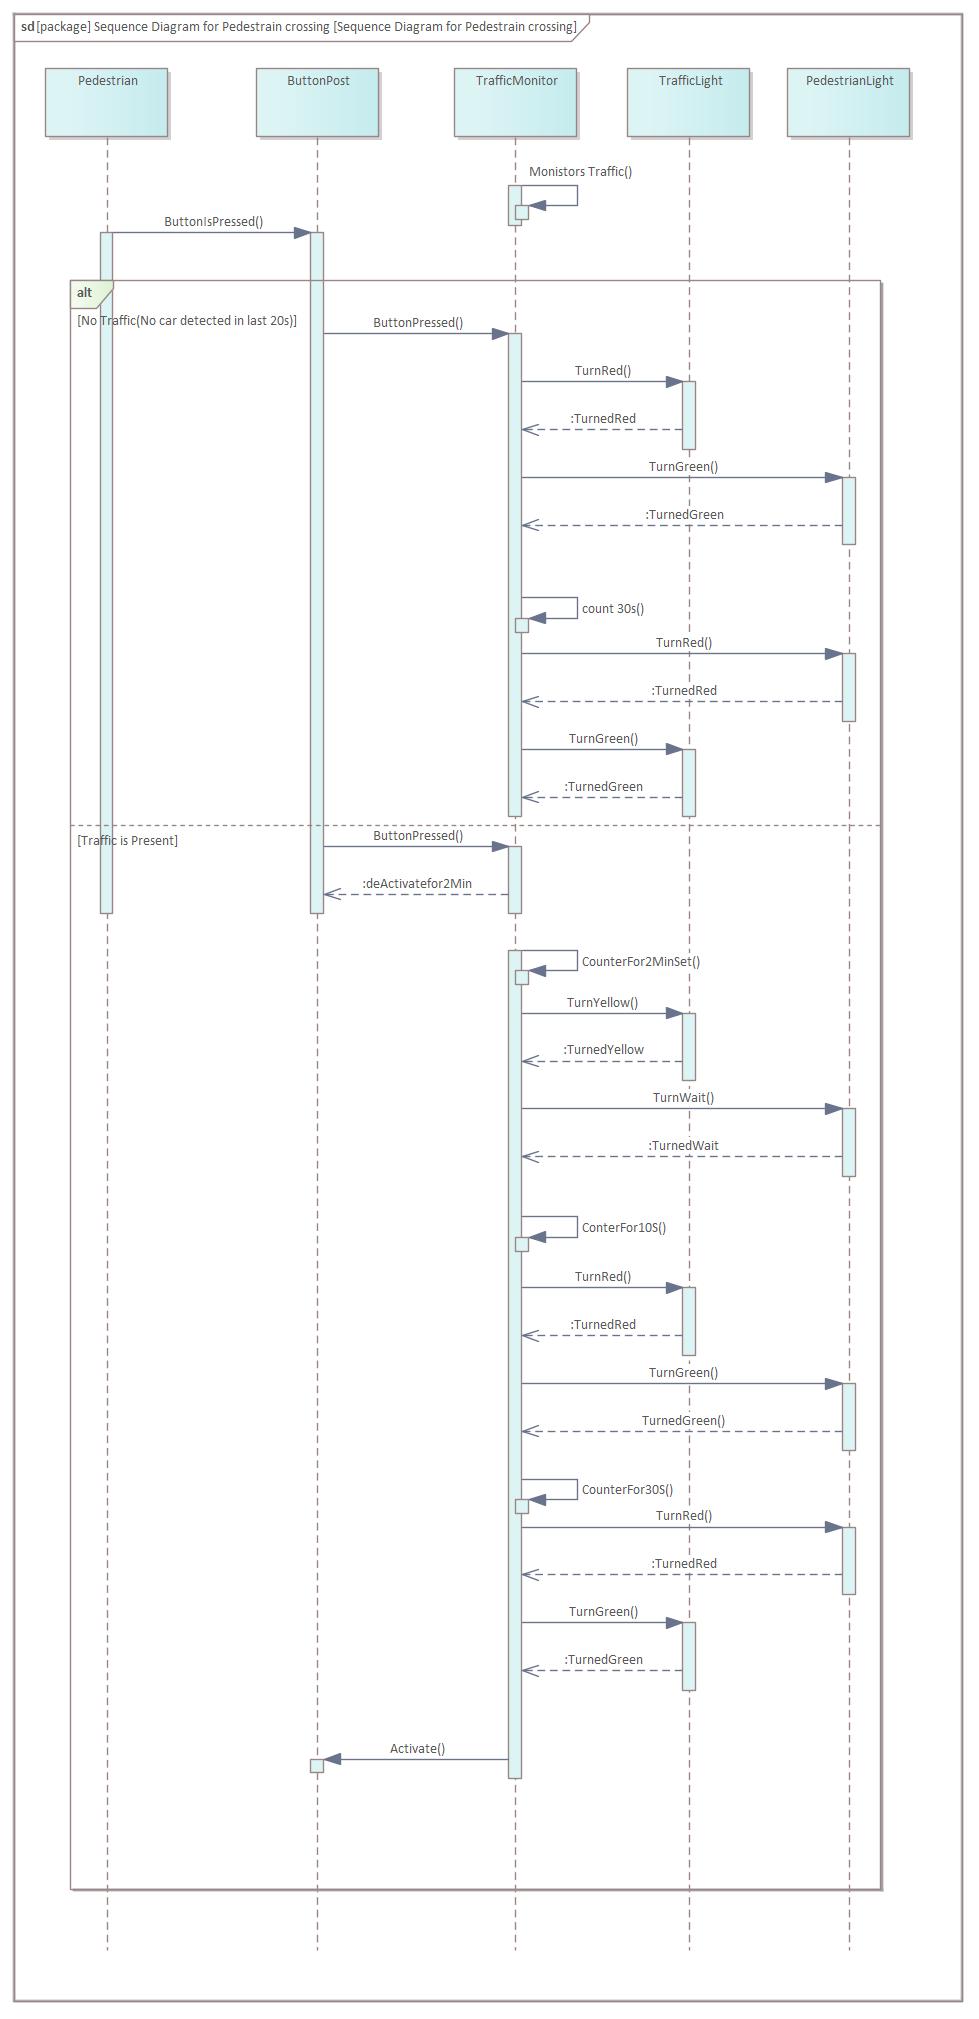 sd [package] Sequence Diagram for Pedestrain crossing [Sequence Diagram for Pedestrain crossing]
Pedestrian
ButtonPost
TrafficMonitor
TrafficLight
PedestrianLight
Monistors Traffic()
ButtonIsPressed()
alt
[No Traffic(No car detected in last 20s)]
ButtonPressed()
TurnRed()
:TurnedRed
TurnGreen()
:TurnedGreen
count 30s()
TurnRed()
:TurnedRed
TurnGreen()
:TurnedGreen
[Traffic is Present]
ButtonPressed()
:deActivatefor2Min
CounterFor2MinSet()
TurnYellow()
:TurnedYellow
TurnWait()
:TurnedWait
ConterFor10S()
TurnRed()
:TurnedRed
TurnGreen()
TurnedGreen()
CounterFor30S()
TurnRed()
:TurnedRed
TurnGreen()
:TurnedGreen
Activate()